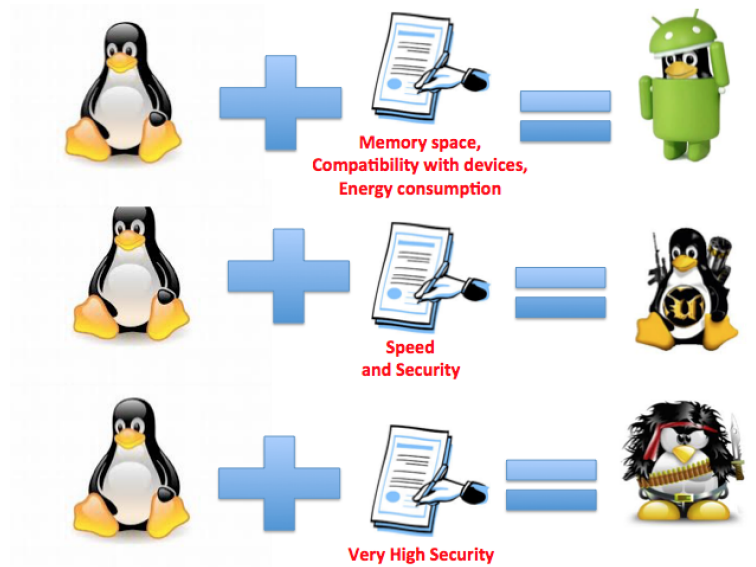 Memory space,
Compatibility with devices,
Energy consumption
Speed
and Security
Very High Security